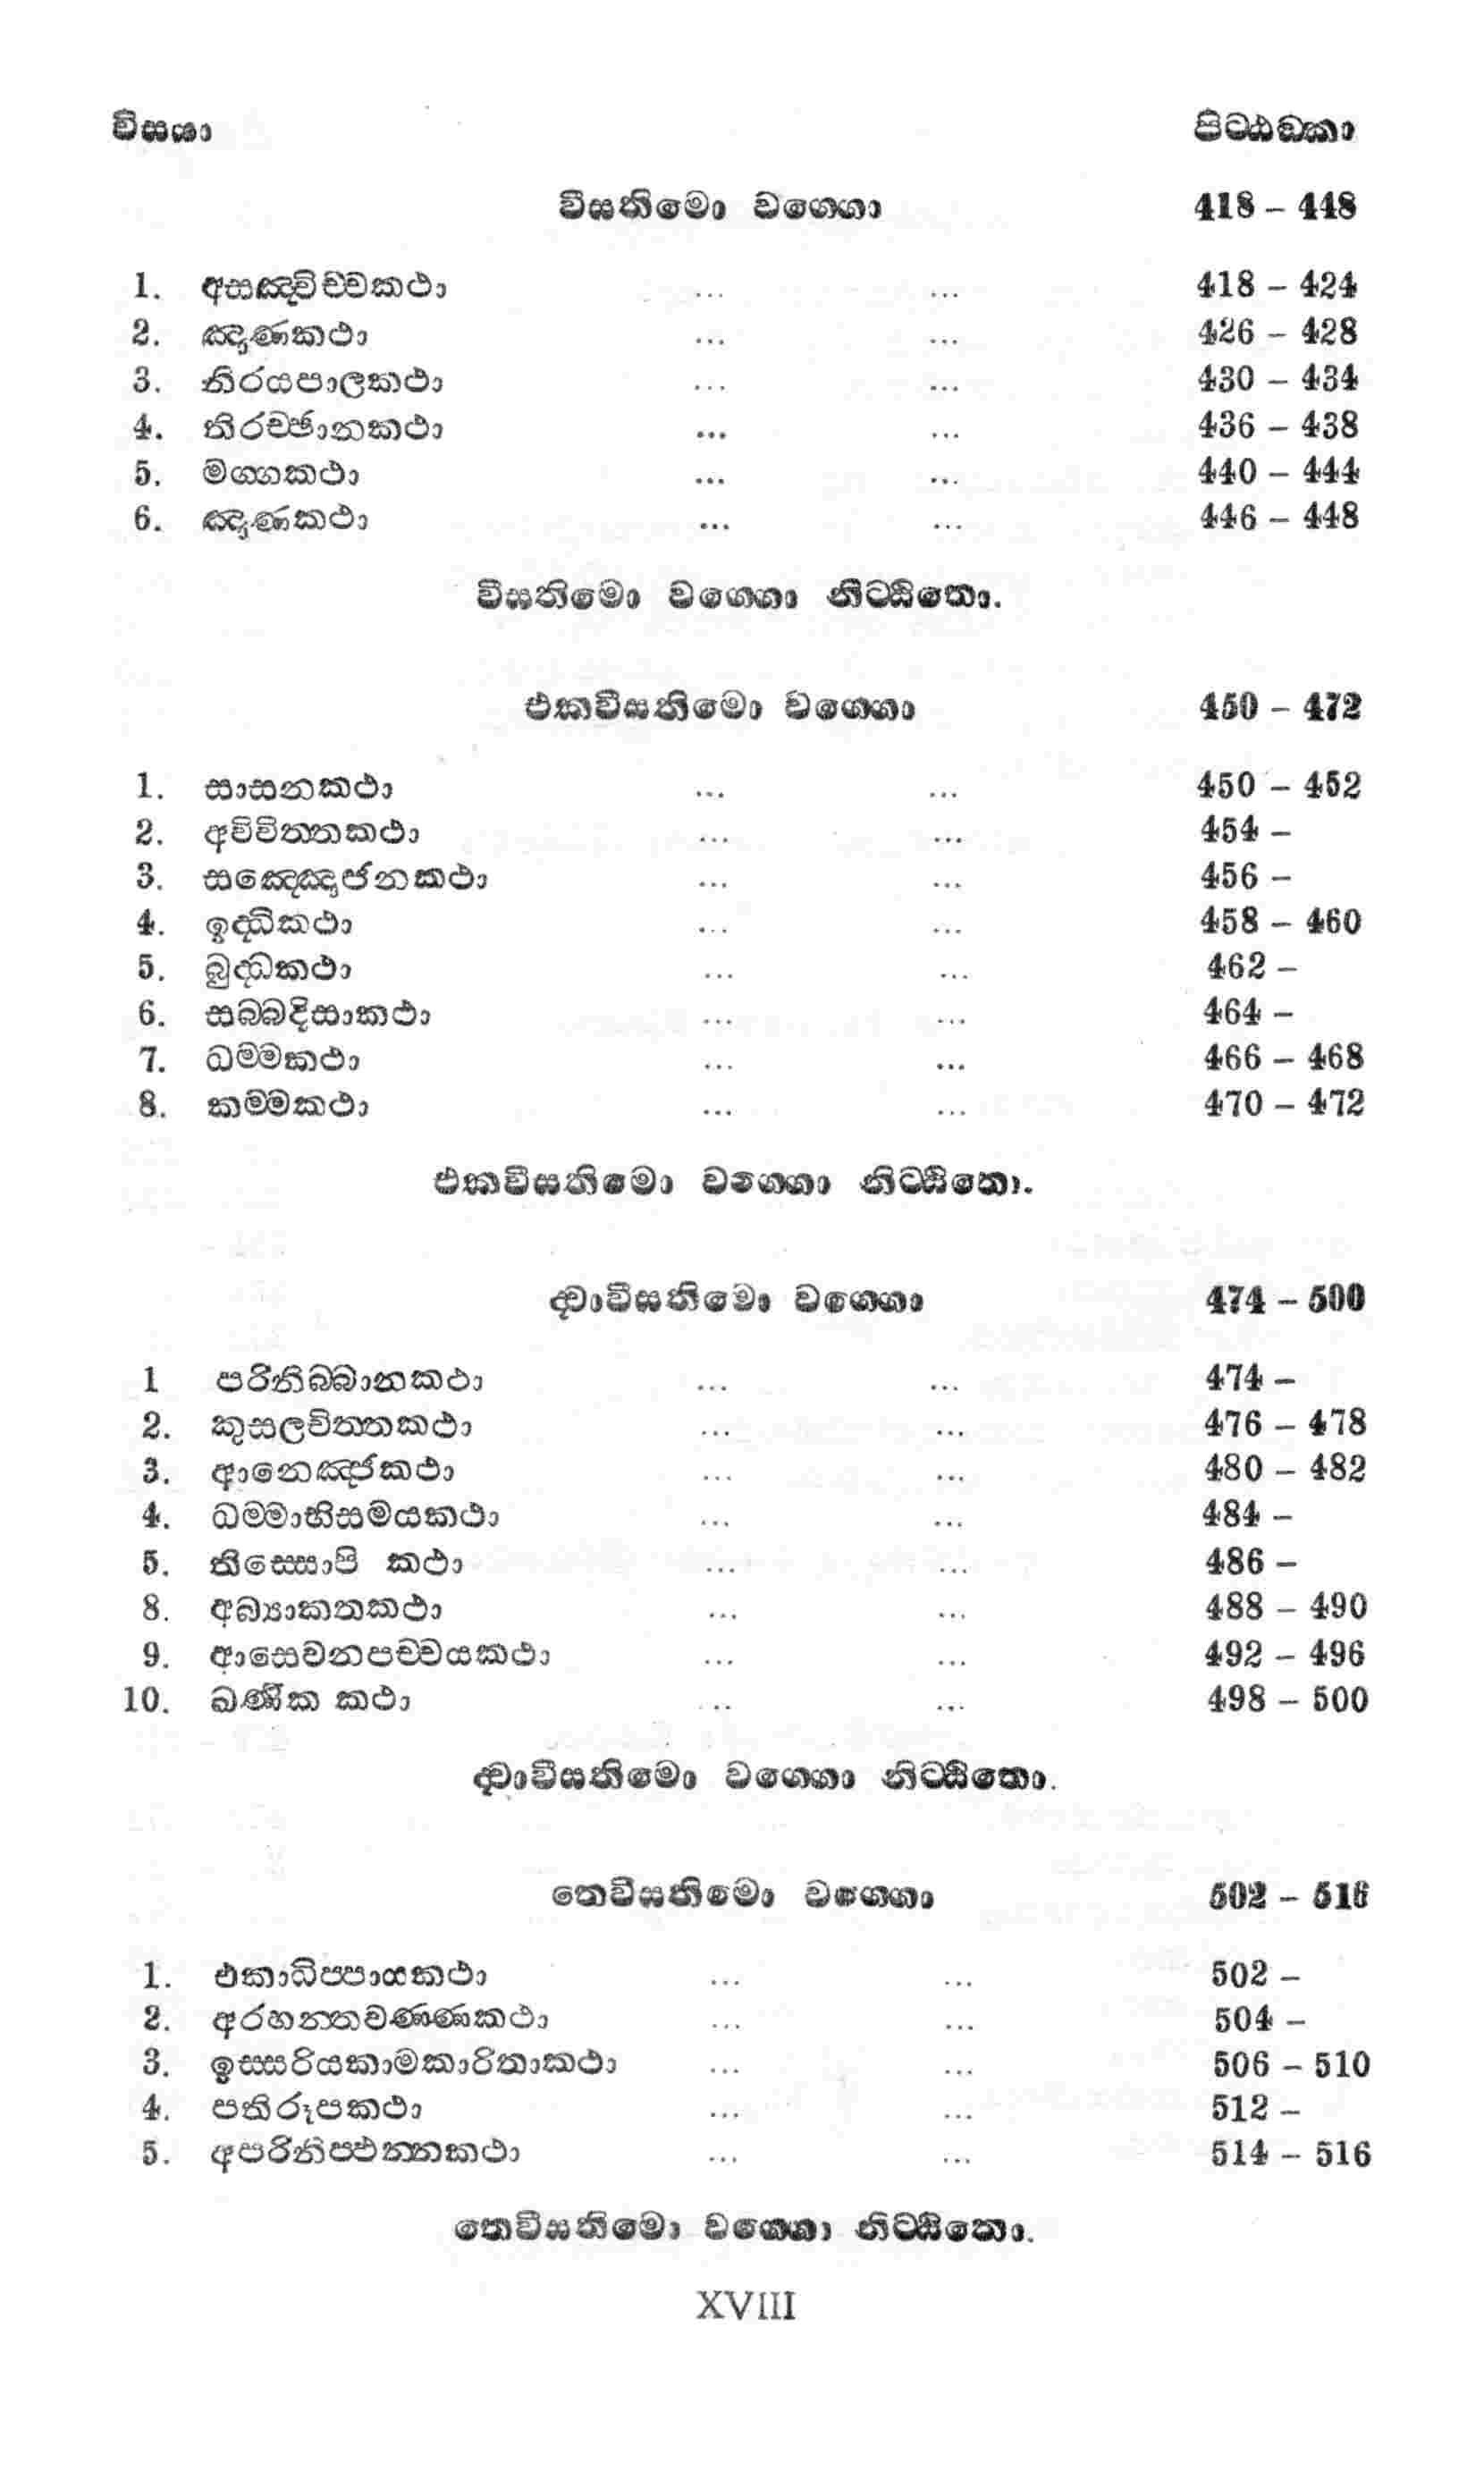 විසයා පිට්ඨඞ්කා
වීසතිමො වග්ගො 418 – 448
1. අසඤ්චිච්චකථා ... ... 418 – 424
2. ඤාණකථා ... ... 426 – 428
3. නිරයපාලකථා ... ... 430 – 434
4. තිරච්ඡානකථා ... ... 436 – 438
5. මග්ගකථා ... ... 440 – 444
6. ඤාණකථා ... ... 446 – 448
වීසතිමො වග්ගො නිට්ඨිතො.
එකවීසතිමො වග්ගො 450 – 472
1. සාසනකථා ... ... 450 – 452
2. අවිවිත්තකථා ... ... 454 –
3. සඤ්ඤොජනකථා ... ... 456 –
4. ඉද්ධිකථා ... ... 458 – 460
5. බුද්ධකථා ... ... 462 –
6. සබ්බදිසාකථා ... ... 464 –
7. ධම්මකථා ... ... 466 – 468
8. කම්මකථා ... ... 470 – 472
එකවීසතිමො වග්ගො නිට්ඨිතො.
ද්වාවීසතිමො වග්ගො 474 – 500
1 පරිනිබ්බානකථා ... ... 474 –
2. කුසලචිත්තකථා ... ... 476 – 478
3. ආනෙඤ්ජකථා ... ... 480 – 482
4. ධම්මාභිසමයකථා ... ... 484 –
5. තිස්සොපි කථා ... ... 486 –
8. අබ්‍යාකතකථා ... ... 488 – 490
9. ආසෙවනපච්චයකථා ... ... 492 – 496
10. ඛණික කථා ... ... 498 – 500
ද්වාවීසතිමො වග්ගො නිට්ඨිතො.
තෙවීසතිමො වග්ගො 502 – 516
1. එකාධිප්පායකථා ... ... 502 –
2. අරහන්තවණ්ණකථා ... ... 504 –
3. ඉස්සරියකාමකාරිතාකථා ... ... 506 – 510
4. පතිරූපකථා ... ... 512 –
5. අපරිනිප්ඵන්නකථා ... ... 514 – 516
තෙවීසතිමො වග්ගො නිට්ඨිතො.
XVIII